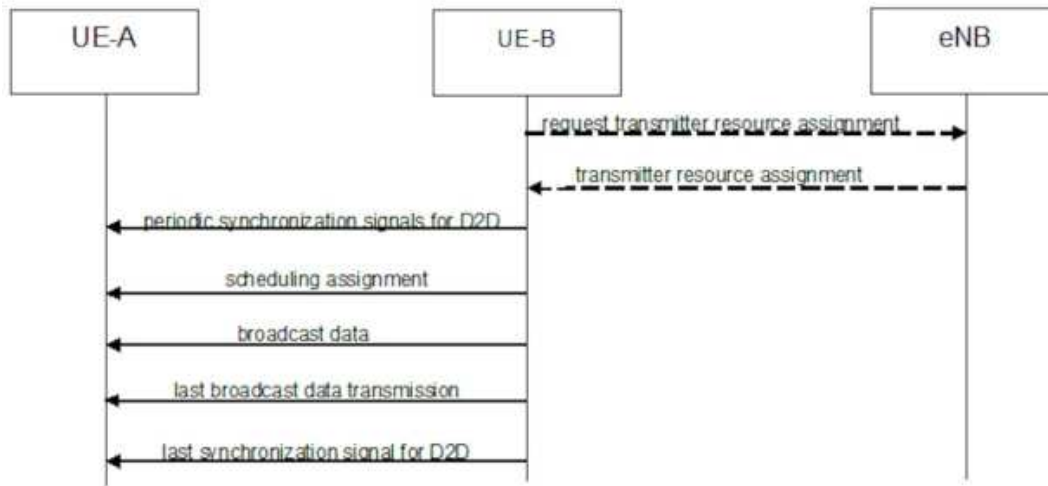 UE-A
UE-B
eNB
request transmitter resource assignment
transmitter resource assignment
periodic synchronization signals for D2D
scheduling assignment
broadcast data
last broadcast data transmission
last synchronization signal for D2D